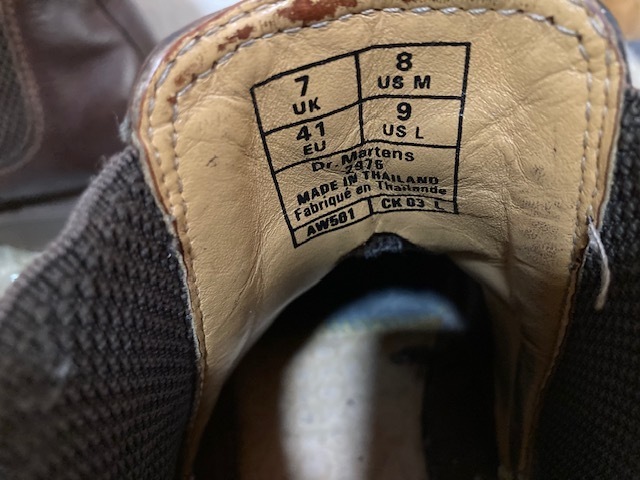 7 8
UK US M
41 9
EU US L
Dr. Martens
2476
MADE IN THAILAND
Fabriqué en Thaïlande
AW501 CK 03 L